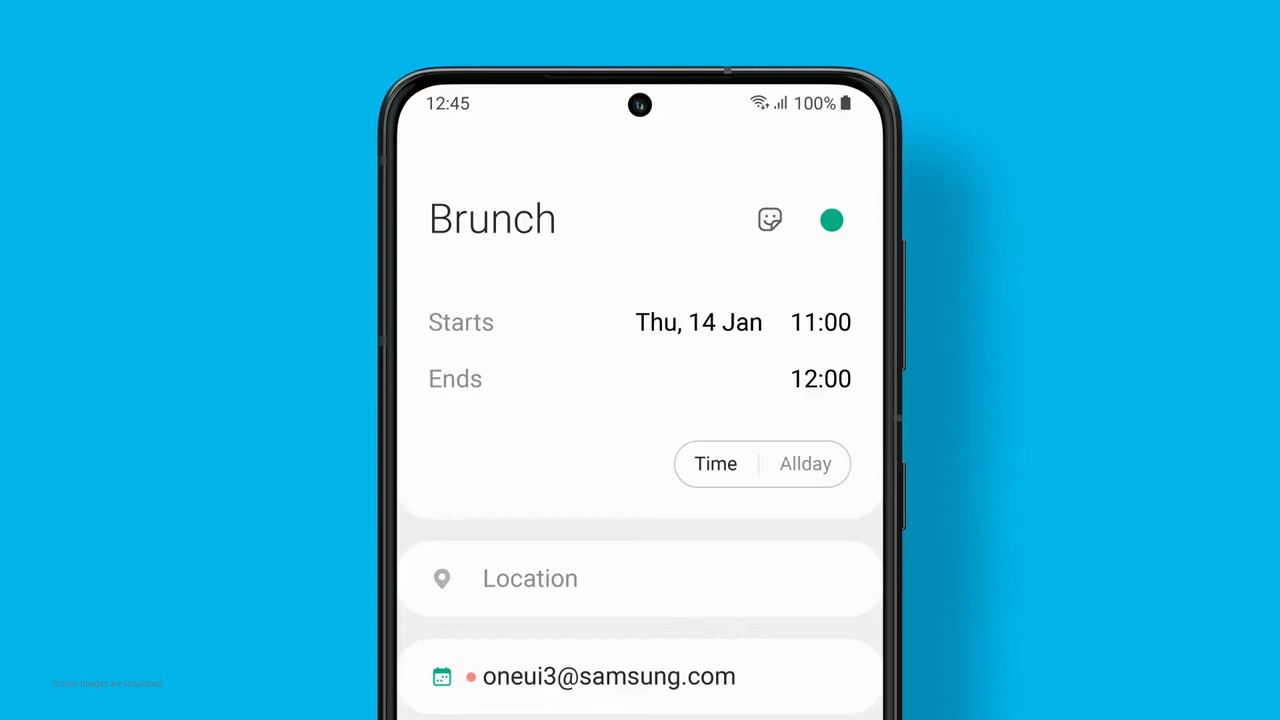 12:45 100%
Brunch
Starts Thu, 14 Jan 11:00
Ends 12:00
Time Allday
Location
oneui3@samsung.com
Screen images are simulated.